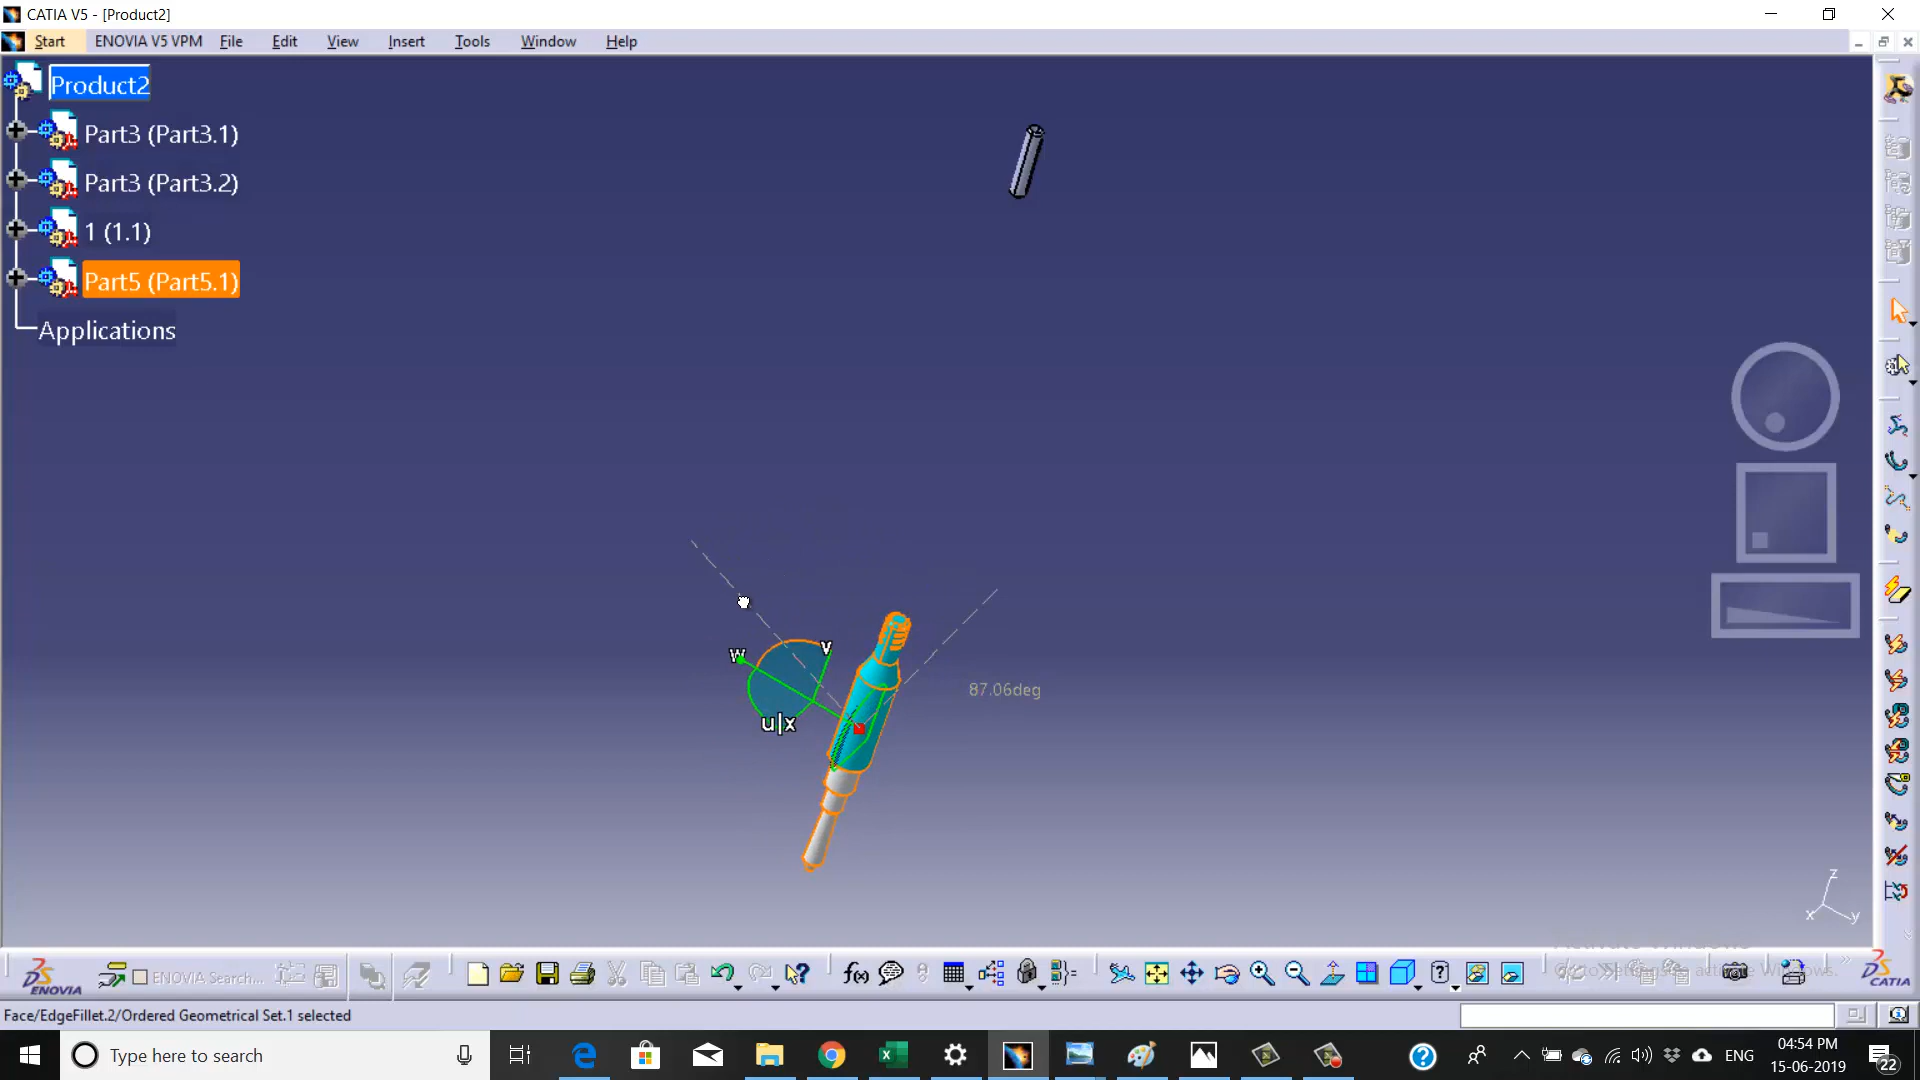 CATIA V5 - [Product2]
Start ENOVIA V5 VPM File Edit View Insert Tools Window Help
Product2
Part3 (Part3.1)
Part3 (Part3.2)
1 (1.1)
Part5 (Part5.1)
Applications
w v
u|x
87.06deg
z
x y
ENOVIA
ENOVIA Search...
f(x)
CATIA
Face/EdgeFillet.2/Ordered Geometrical Set.1 selected
Type here to search
ENG
04:54 PM
15-06-2019
22